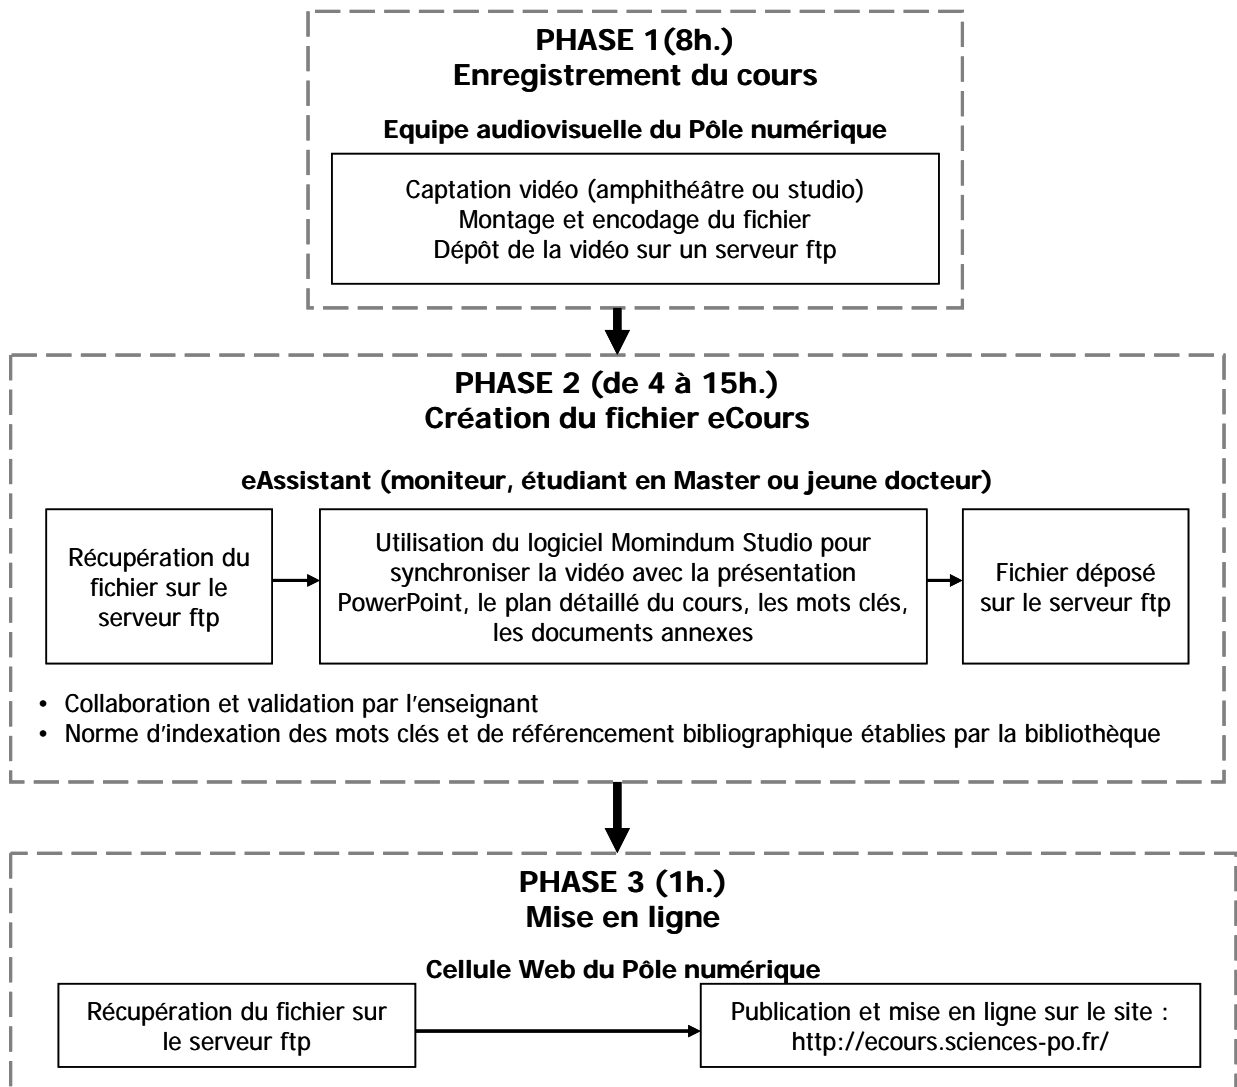 PHASE 1(8h.)
Enregistrement du cours
Equipe audiovisuelle du Pôle numérique
Captation vidéo (amphithéâtre ou studio)
Montage et encodage du fichier
Dépôt de la vidéo sur un serveur ftp
PHASE 2 (de 4 à 15h.)
Création du fichier eCours
eAssistant (moniteur, étudiant en Master ou jeune docteur)
Récupération du
fichier sur le
serveur ftp
Utilisation du logiciel Momindum Studio pour
synchroniser la vidéo avec la présentation
PowerPoint, le plan détaillé du cours, les mots clés,
les documents annexes
Fichier déposé
sur le serveur ftp
• Collaboration et validation par l'enseignant
• Norme d'indexation des mots clés et de référencement bibliographique établies par la bibliothèque
PHASE 3 (1h.)
Mise en ligne
Cellule Web du Pôle numérique
Récupération du fichier sur
le serveur ftp
Publication et mise en ligne sur le site :
http://ecours.sciences-po.fr/